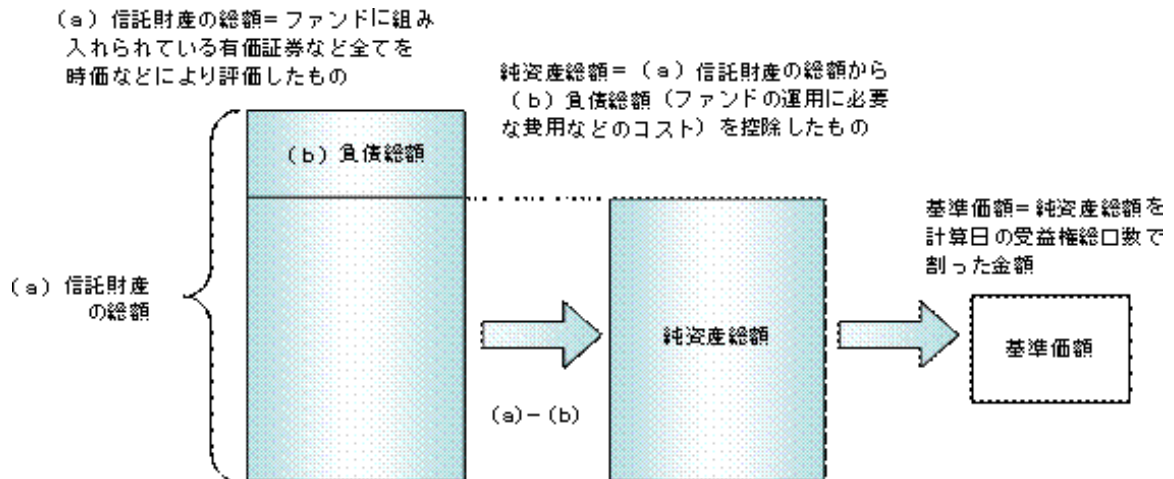 （a）信託財産の総額＝ファンドに組み
入れられている有価証券など全てを
時価などにより評価したもの
純資産総額＝（a）信託財産の総額から
（b）負債総額（ファンドの運用に必要
な費用などのコスト）を控除したもの
（b）負債総額
基準価額＝純資産総額を
計算日の受益権総口数で
割った金額
（a）信託財産
の総額
純資産総額
基準価額
（a）－（b）